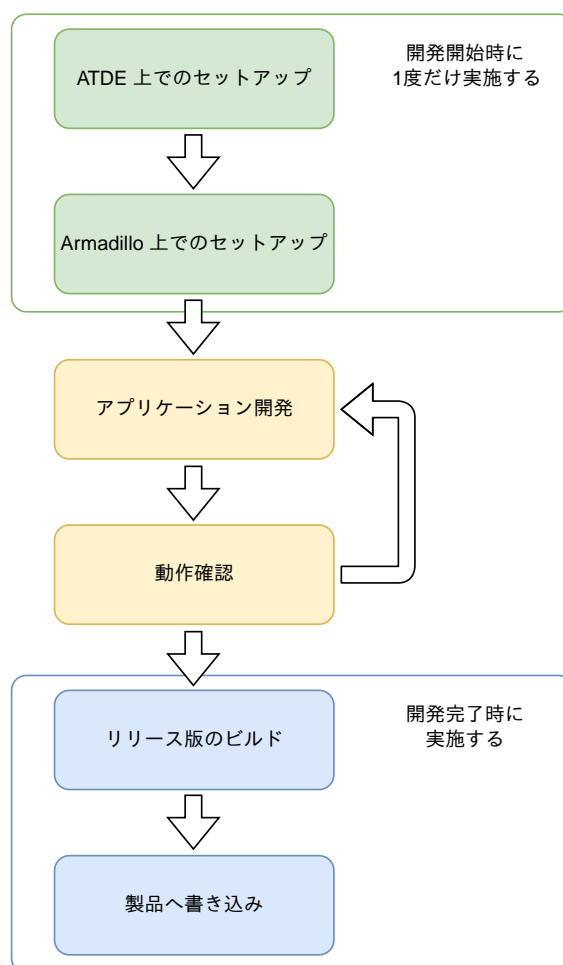 ATDE 上でのセットアップ
開発開始時に
1度だけ実施する
Armadillo 上でのセットアップ
アプリケーション開発
動作確認
リリース版のビルド
開発完了時に
実施する
製品へ書き込み